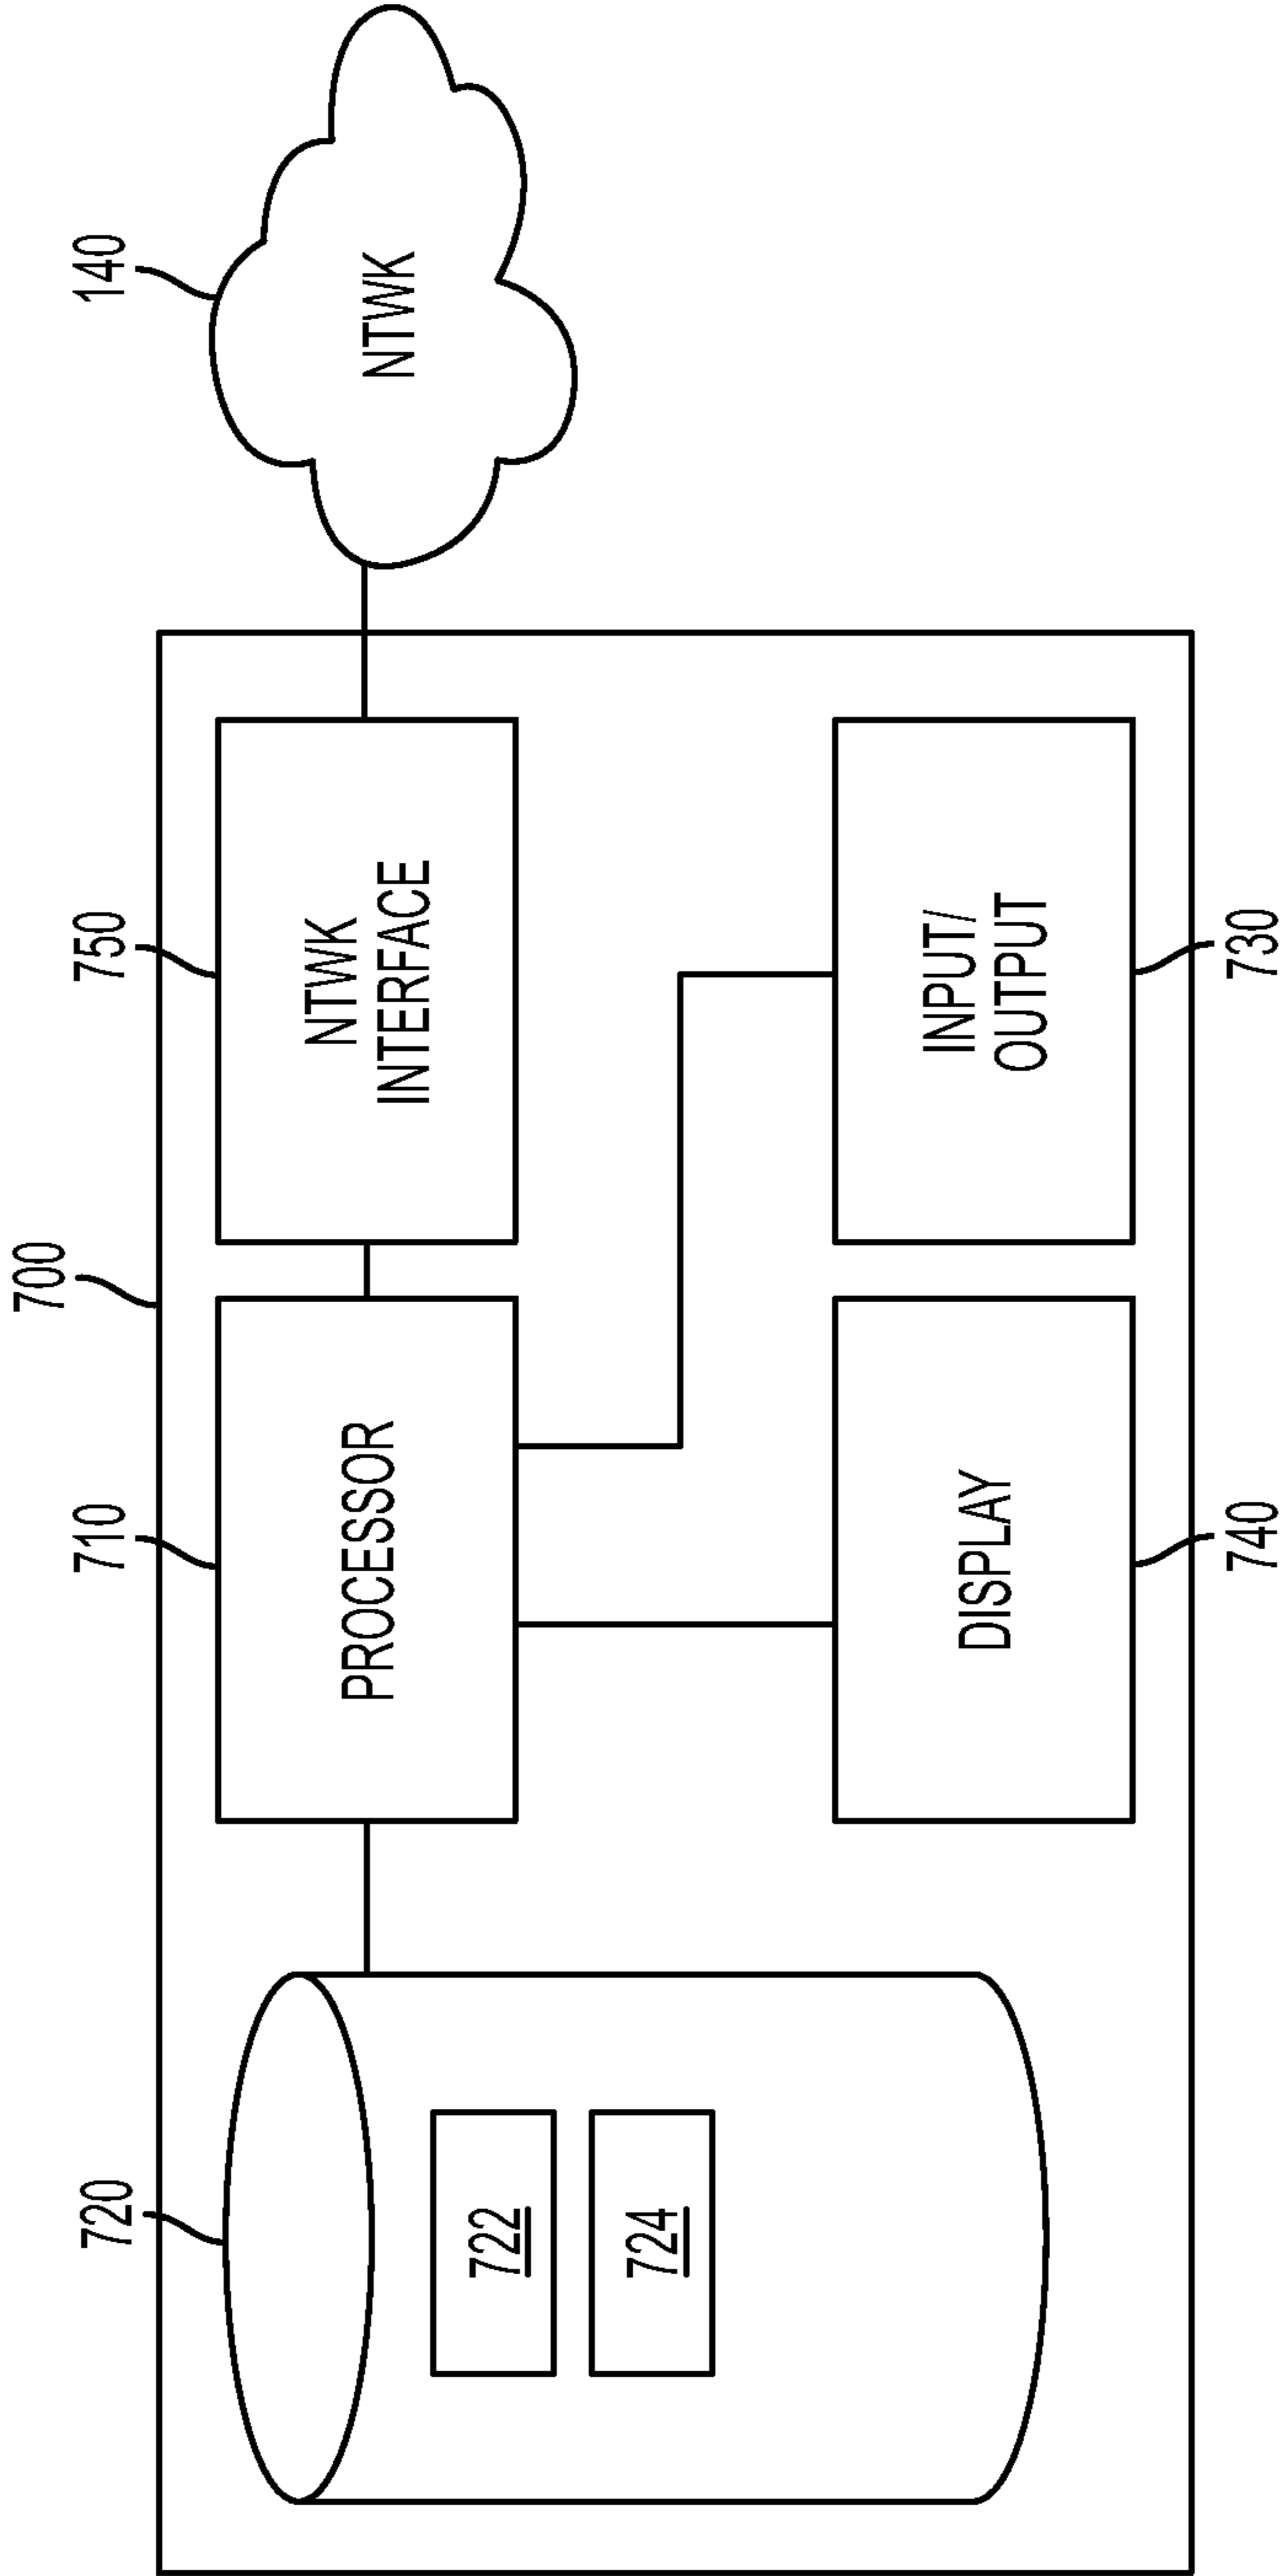 700
720
710
750
140
PROCESSOR
NTWK
INTERFACE
NTWK
722
724
DISPLAY
INPUT/
OUTPUT
740
730